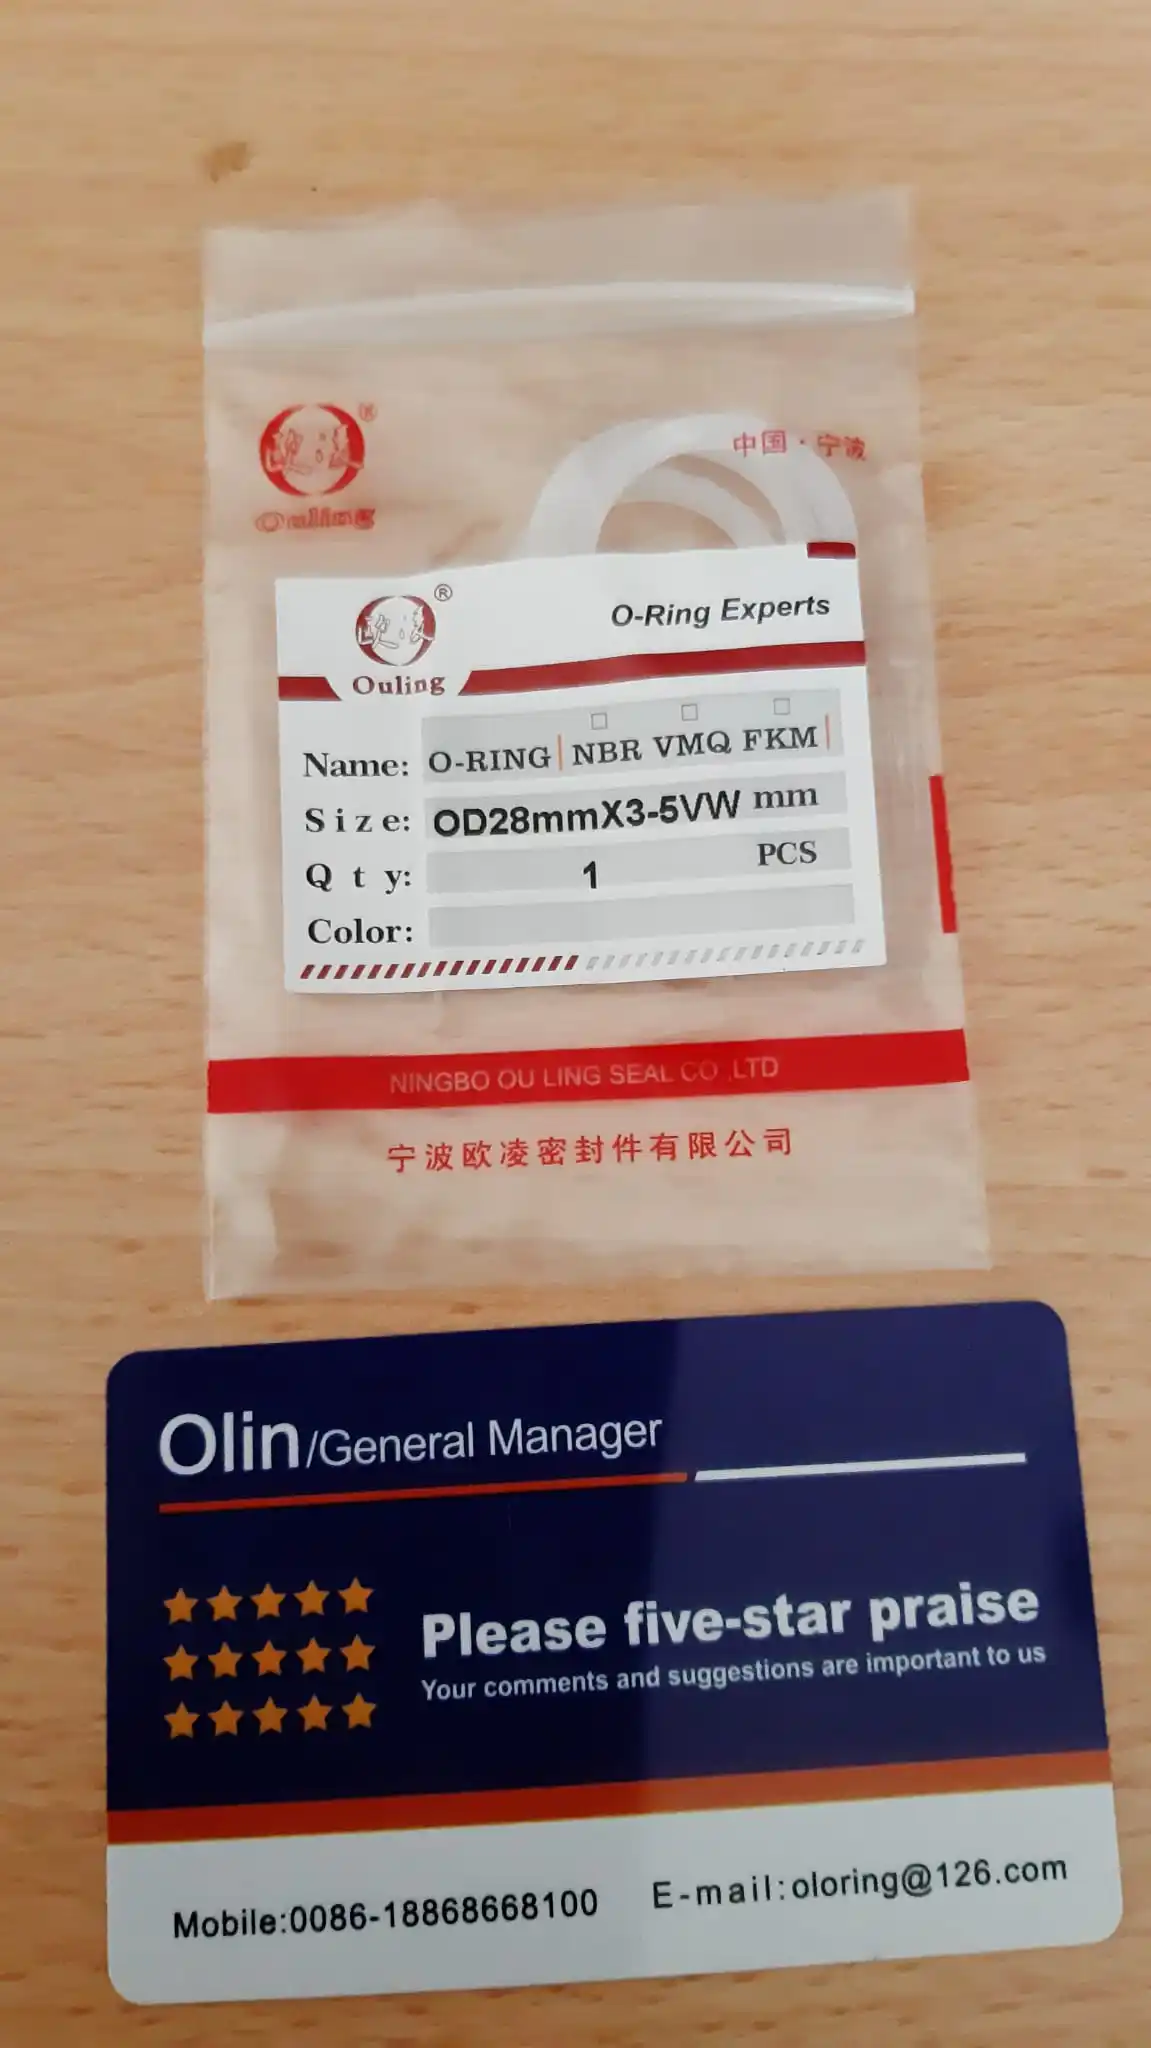 ®
Ouling
中国·宁波
®
Ouling
O-Ring Experts
Name: O-RING NBR VMQ FKM
Size: OD28mmX3-5VW mm
Qty: 1 PCS
Color:
NINGBO OU LING SEAL CO .LTD
宁波欧凌密封件有限公司
Olin/General Manager
Please five-star praise
Your comments and suggestions are important to us
Mobile:0086-18868668100 E-mail:oloring@126.com